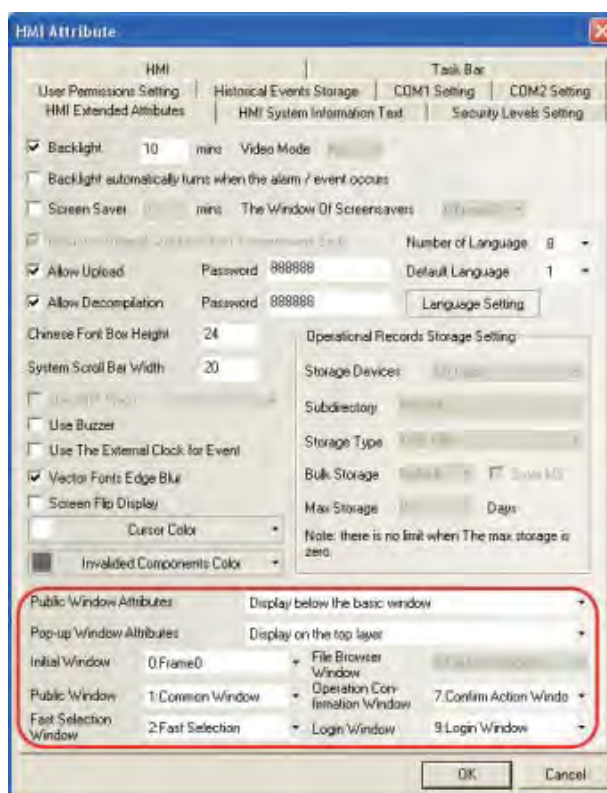 HMI Attribute
HMI Task Bar
User Permissions Setting Historical Events Storage COM1 Setting COM2 Setting
HMI Extended Attributes HMI System Information Text Security Levels Setting
Backlight 10 mins Video Mode
Backlight automatically turns when the alarm / event occurs
Screen Saver mins The Window Of Screensavers
Number of Language 8
Allow Upload Password 888888 Default Language 1
Allow Decompilation Password 888888 Language Setting
Chinese Font Box Height 24 Operational Records Storage Setting
System Scroll Bar Width 20 Storage Devices
Subdirectory
Use Buzzer
Use The External Clock for Event Storage Type
Vector Fonts Edge Blur Bulk Storage
Screen Flip Display Max Storage Days
Cursor Color Note: there is no limit when The max storage is
zero.
Invalided Components Color
Public Window Attributes Display below the basic window
Pop-up Window Attributes Display on the top layer
Initial Window 0:Frame0 File Browser
Window
Public Window 1:Common Window Operation Con-
firmation Window 7:Confirm Action Windo
Fast Selection
Window 2:Fast Selection Login Window 9:Login Window
OK Cancel